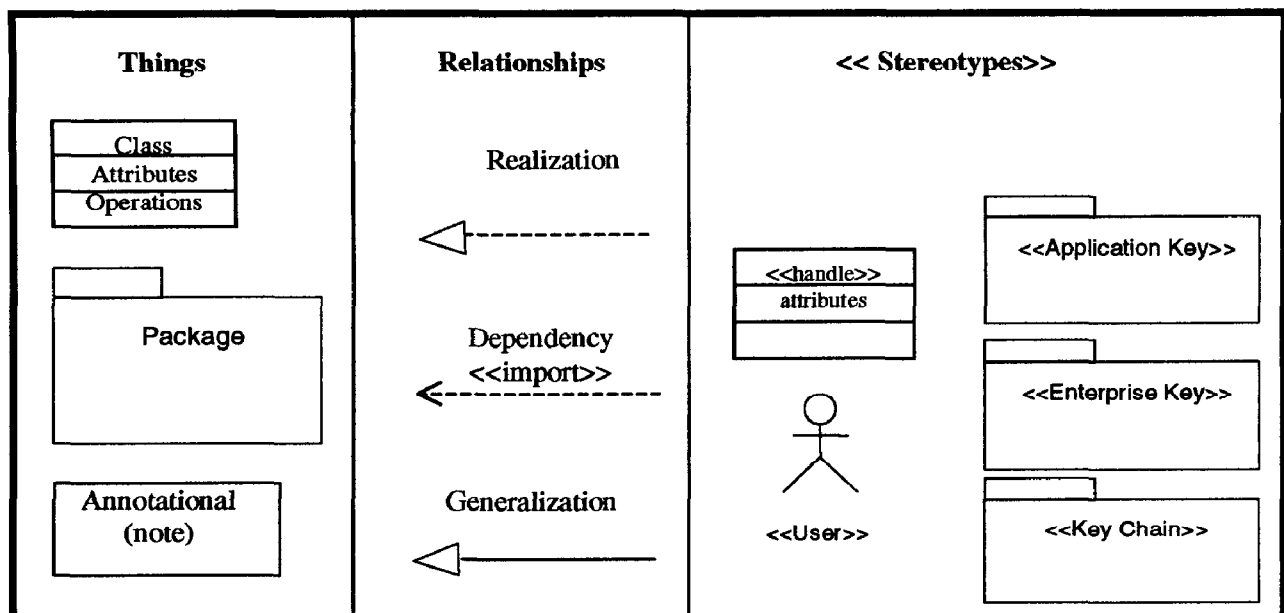 Things
Class
Attributes
Operations
Package
Annotational
(note)
Relationships
Realization
Dependency
<<import>>
Generalization
<< Stereotypes>>
<<handle>>
attributes
<<User>>
<<Application Key>>
<<Enterprise Key>>
<<Key Chain>>